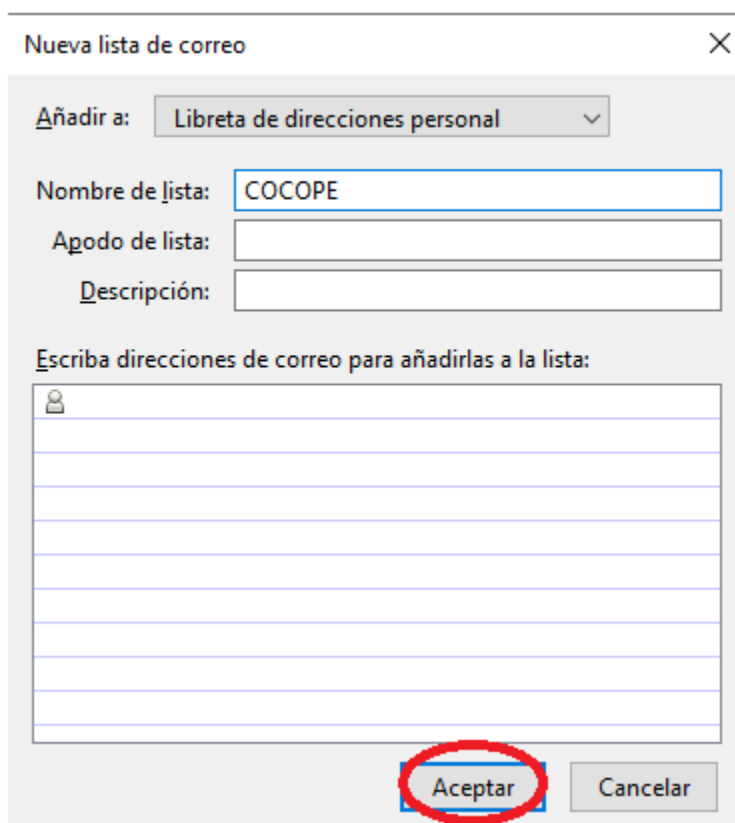 Nueva lista de correo
Añadir a: Libreta de direcciones personal
Nombre de lista: COCOPE
Apodo de lista:
Descripción:
Escriba direcciones de correo para añadirlas a la lista:
Aceptar Cancelar